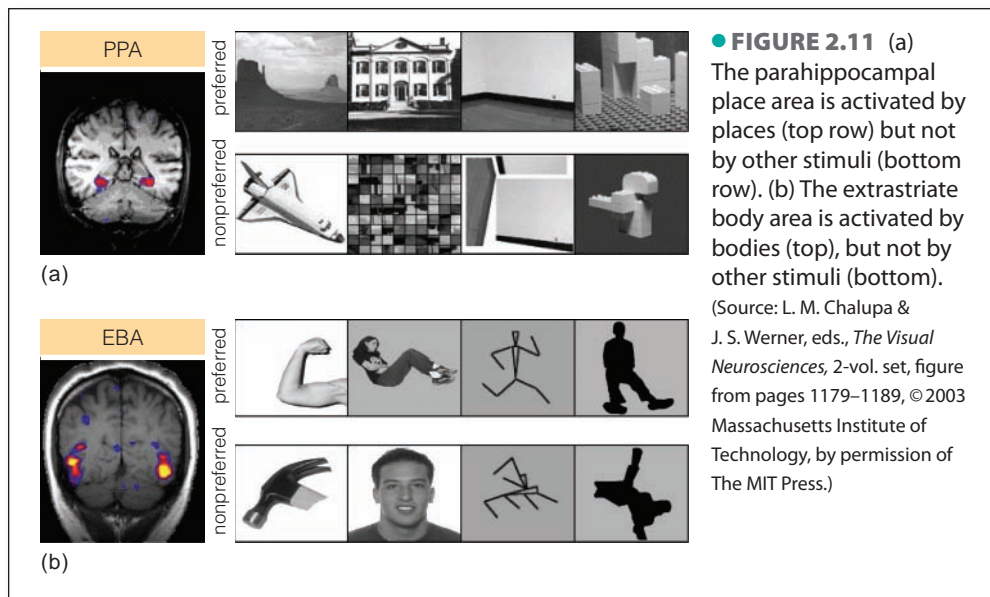 PPA
preferred
nonpreferred
(a)
EBA
preferred
nonpreferred
(b)
● FIGURE 2.11 (a)
The parahippocampal
place area is activated by
places (top row) but not
by other stimuli (bottom
row). (b) The extrastriate
body area is activated by
bodies (top), but not by
other stimuli (bottom).
(Source: L. M. Chalupa &
J. S. Werner, eds., The Visual
Neurosciences, 2-vol. set, figure
from pages 1179–1189, © 2003
Massachusetts Institute of
Technology, by permission of
The MIT Press.)